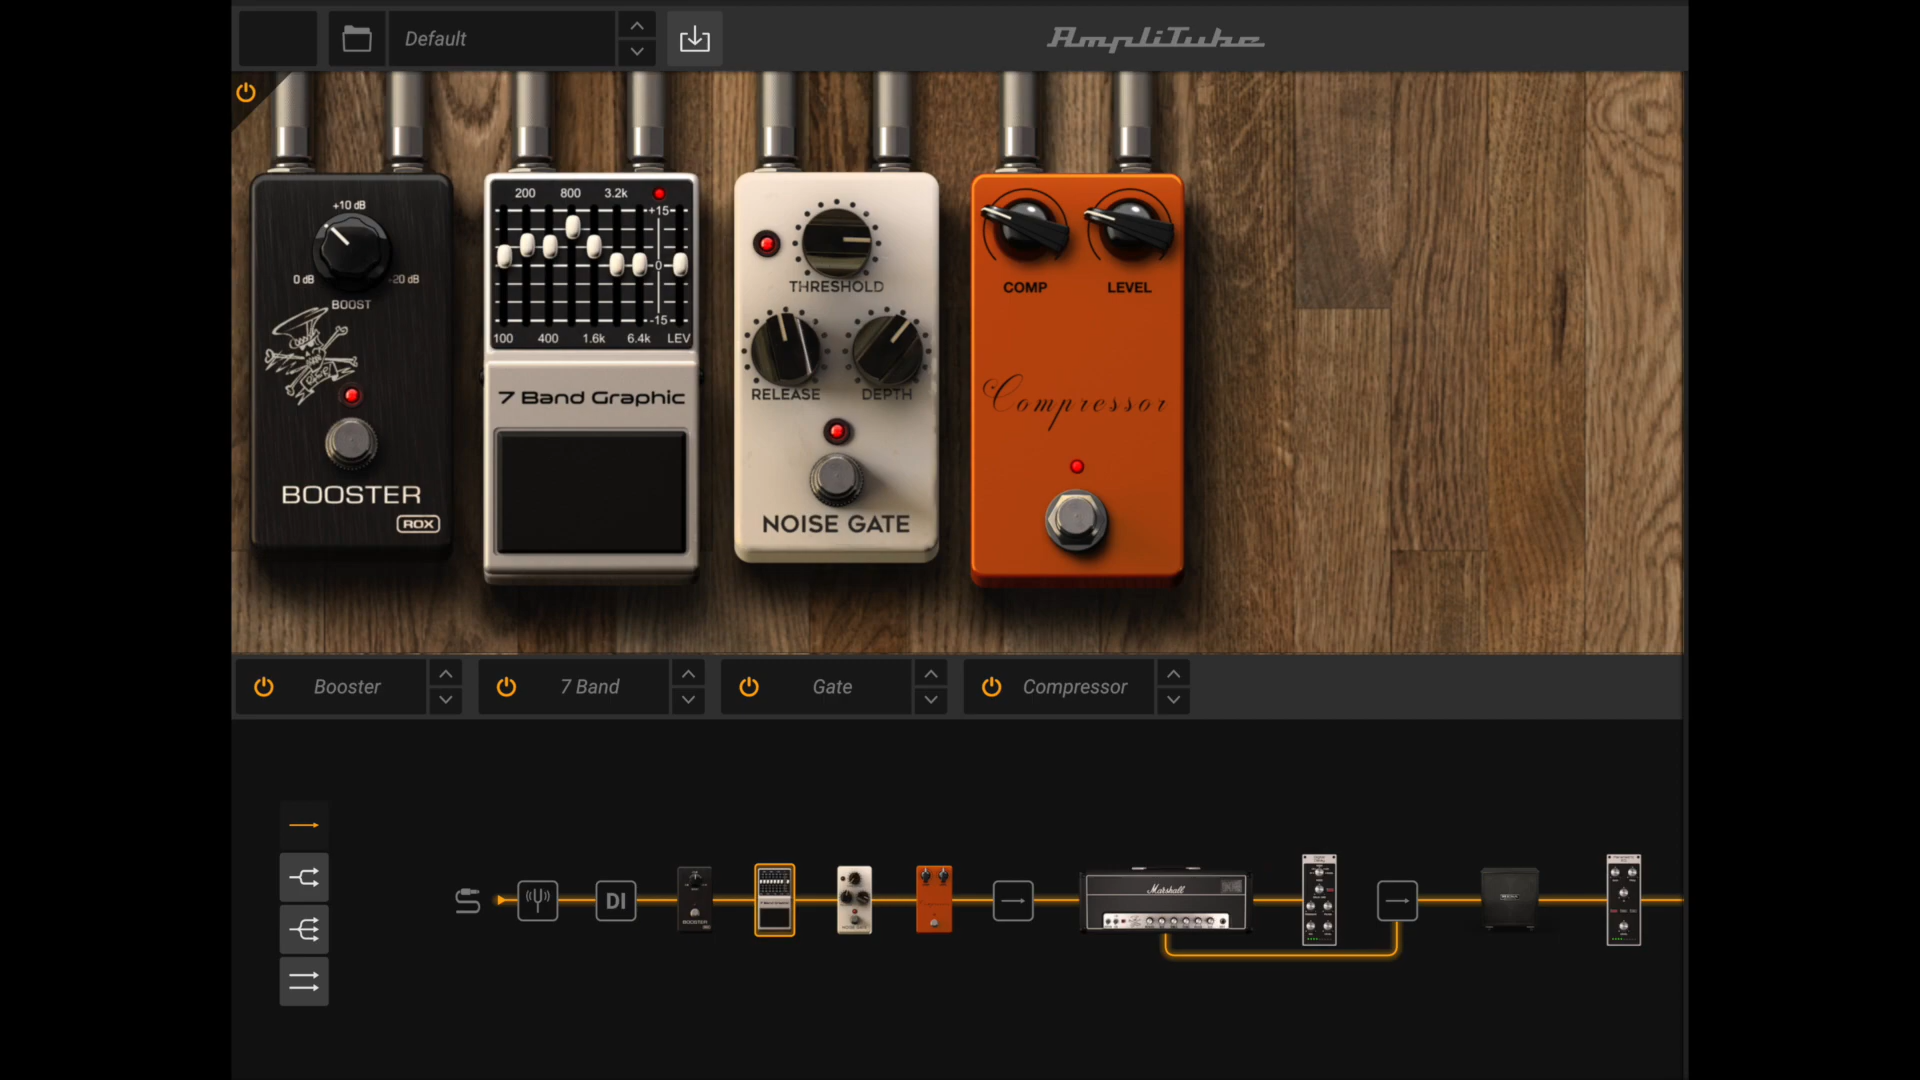 Default
AmpliTube
+10 dB
0 dB
+20 dB
BOOST
BOOSTER
ROX
200 800 3.2k
+15
0
-15
100 400 1.6k 6.4k LEV
7 Band Graphic
THRESHOLD
RELEASE DEPTH
NOISE GATE
COMP LEVEL
Compressor
Booster
7 Band
Gate
Compressor
DI
BOOSTER
Marshall